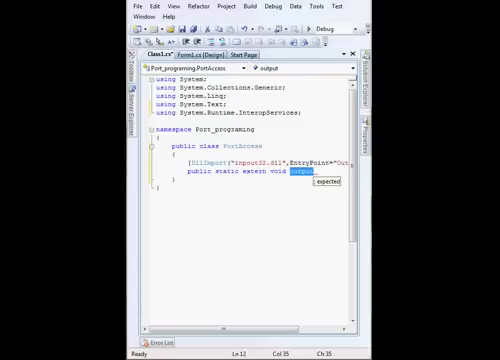 File Edit View Project Build Debug Data Tools Test
Window Help
Debug
Class1.cs* Form1.cs [Design] Start Page
Port_programing.PortAccess output
using System;
using System.Collections.Generic;
using System.Linq;
using System.Text;
using System.Runtime.InteropServices;
namespace Port_programing
{
public class PortAccess
{
[DllImport("inpout32.dll",EntryPoint="Out
public static extern void output
; expected
}
}
Toolbox
Server Explorer
Solution Explorer
Properties
Error List
Ready Ln 12 Col 35 Ch 35